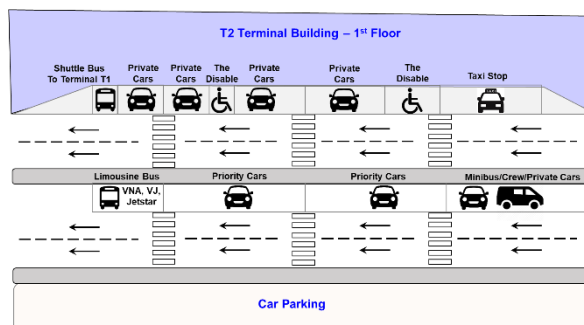 T2 Terminal Building – 1st Floor
Shuttle Bus
To Terminal T1
Private
Cars
Private
Cars
The
Disable
Private
Cars
Private
Cars
The
Disable
Taxi Stop
TAXI
Limousine Bus
VNA, VJ,
Jetstar
Priority Cars
Priority Cars
Minibus/Crew/Private Cars
Car Parking